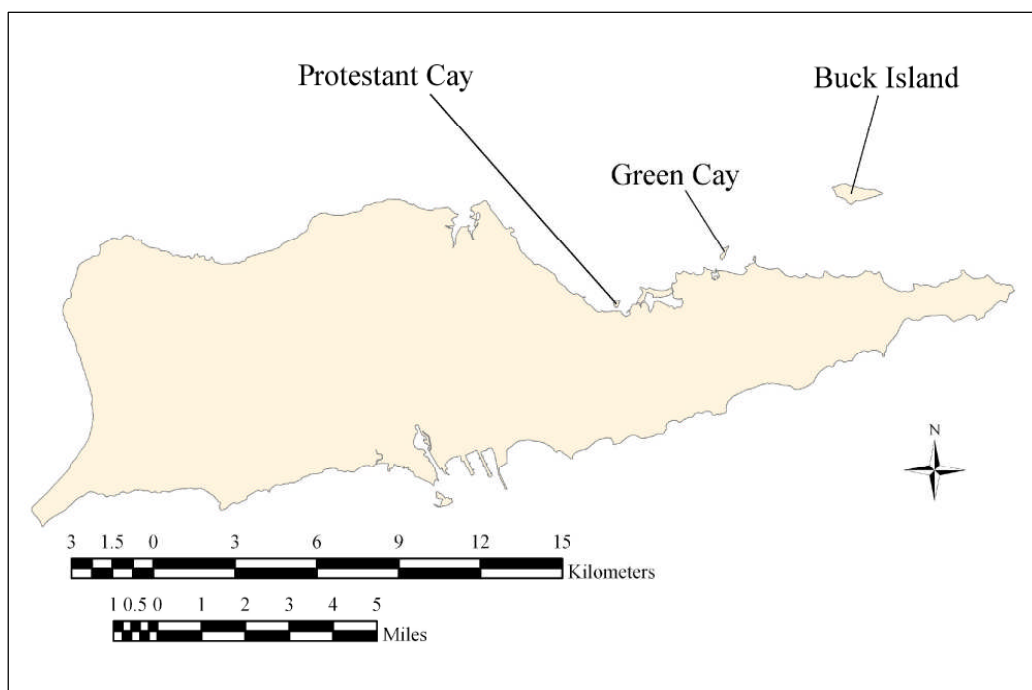 Buck Island
Protestant Cay
Green Cay
N
3 1.5 0 3 6 9 12 15
Kilometers
1 0.5 0 1 2 3 4 5
Miles